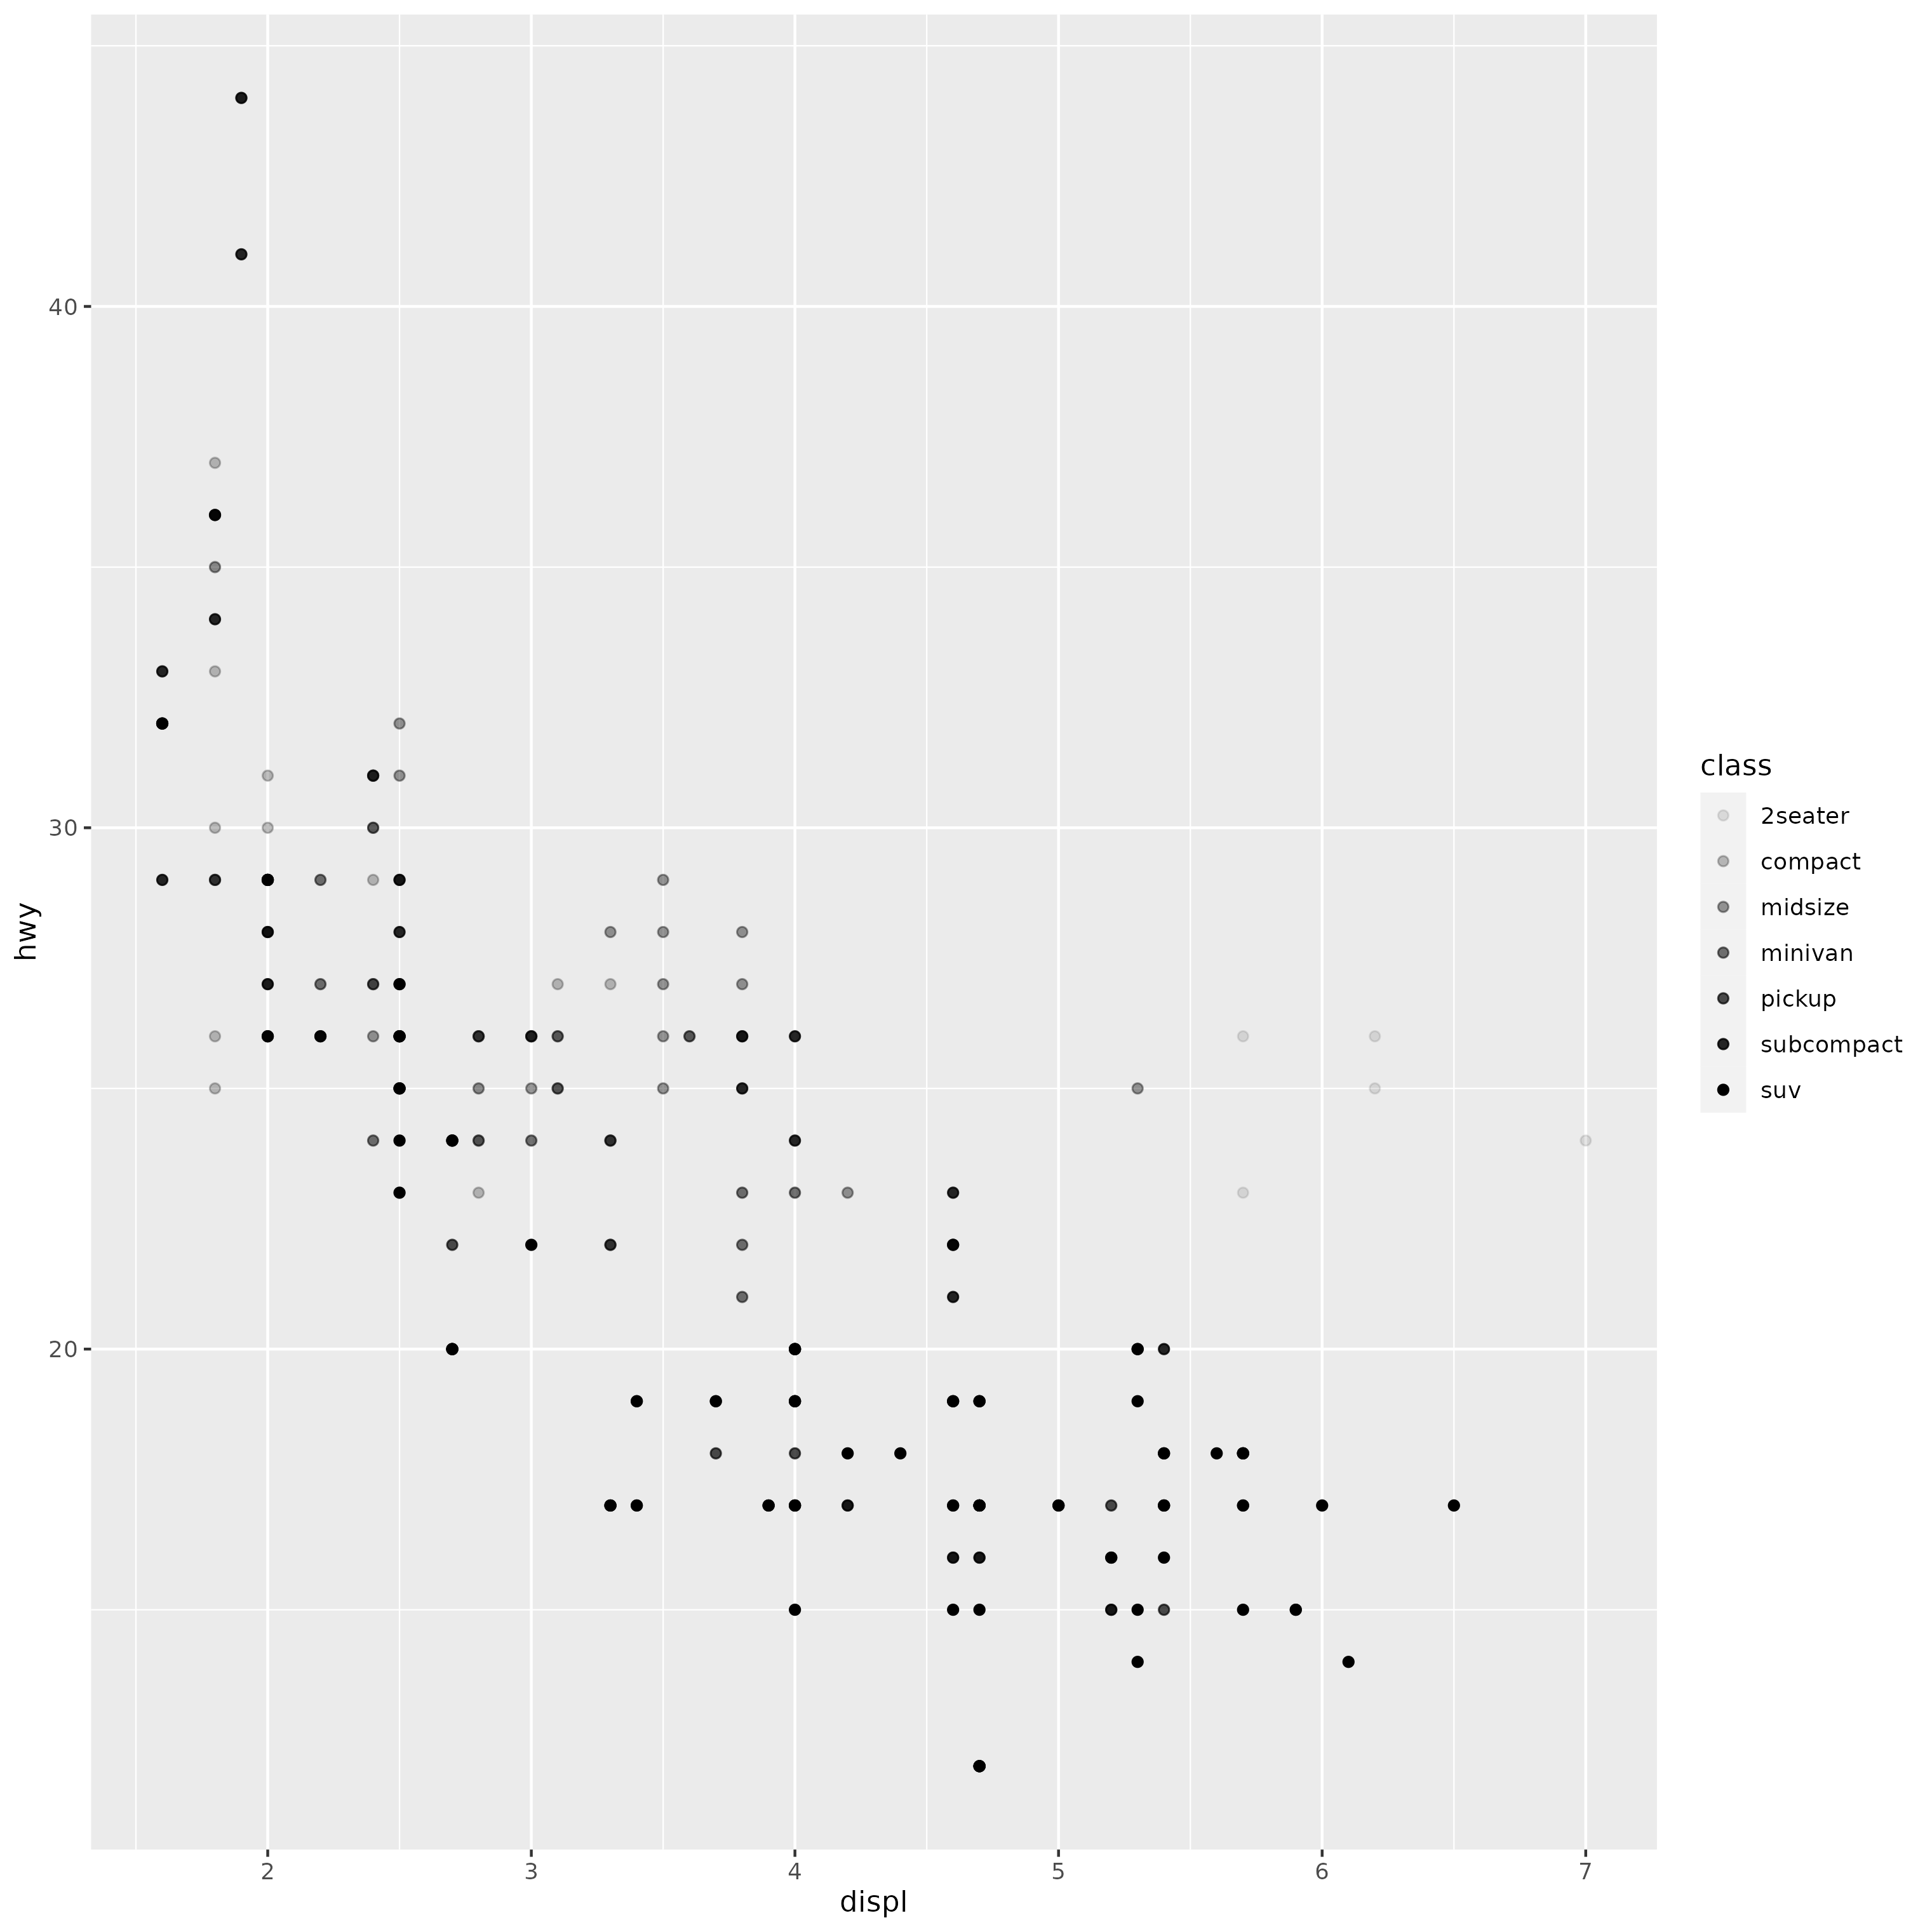 40
30
20
hwy
2 3 4 5 6 7
displ
class
2seater
compact
midsize
minivan
pickup
subcompact
suv